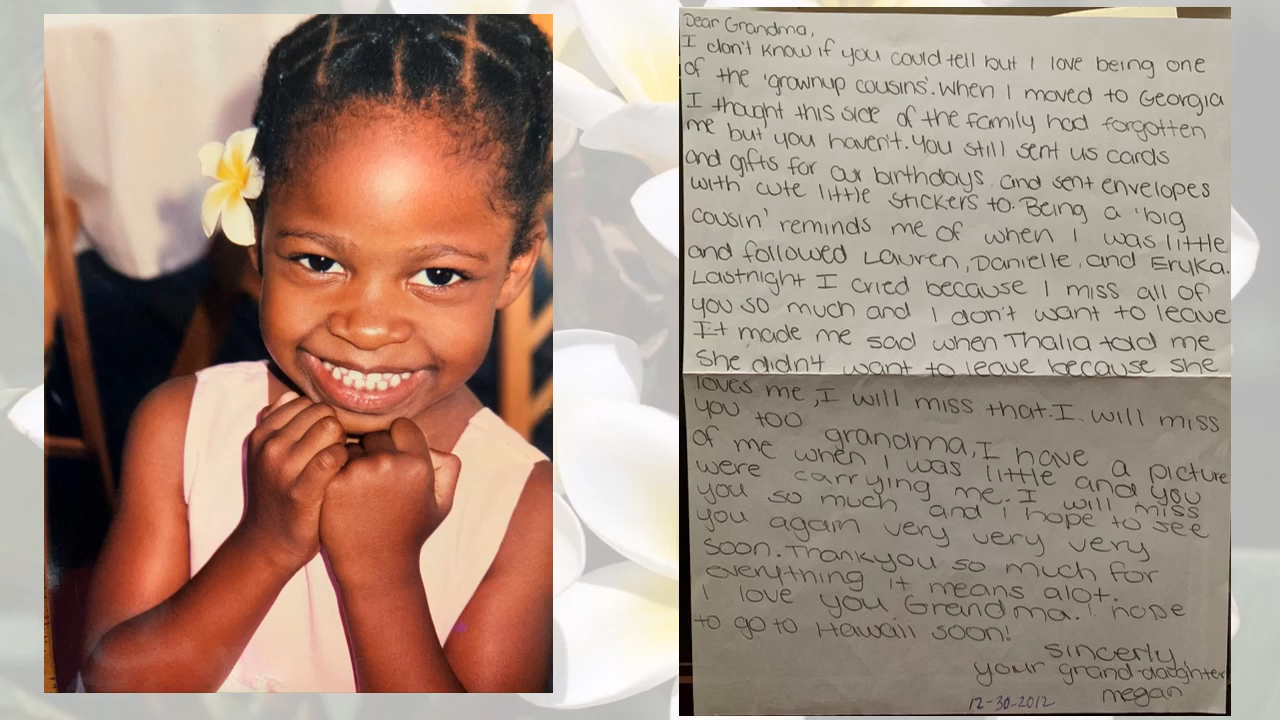 Dear Grandma,
I don't know if you could tell but I love being one
of the 'grownup cousins'. When I moved to Georgia
I thought this side of the family had forgotten
me but you haven't. You still sent us cards
and gifts for our birthdays, and sent envelopes
with cute little stickers to. Being a 'big
cousin' reminds me of when I was little
and followed Lauren, Danielle, and Eryka.
Lastnight I cried because I miss all of
you so much and I don't want to leave
It made me sad when Thalia told me
she didn't want to leave because she
loves me, I will miss that. I will miss
you too grandma, I have a picture
of me when I was little and you
were carrying me. I will miss
you so much and I hope to see
you again very very very
soon. Thankyou so much for
everything it means alot.
I love you Grandma. I hope
to go to Hawaii soon!
sincerly
your grand-daughter
megan
12-30-2012